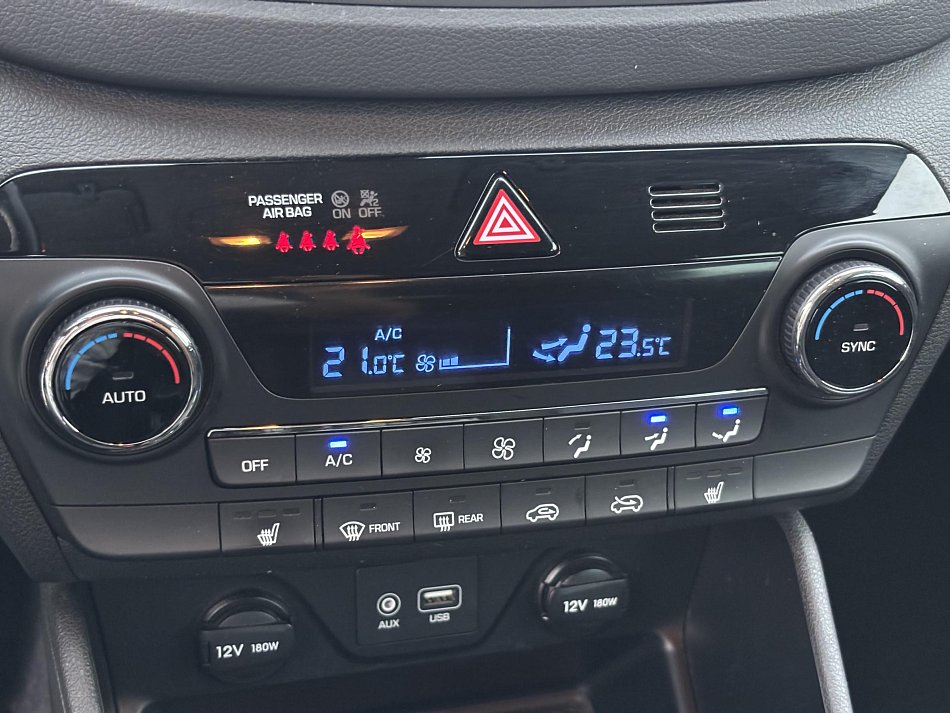 PASSENGER
AIR BAG
ON
OFF
A/C
21.0℃
23.5℃
AUTO
SYNC
OFF
A/C
FRONT
REAR
AUX
USB
12V 180W
12V 180W